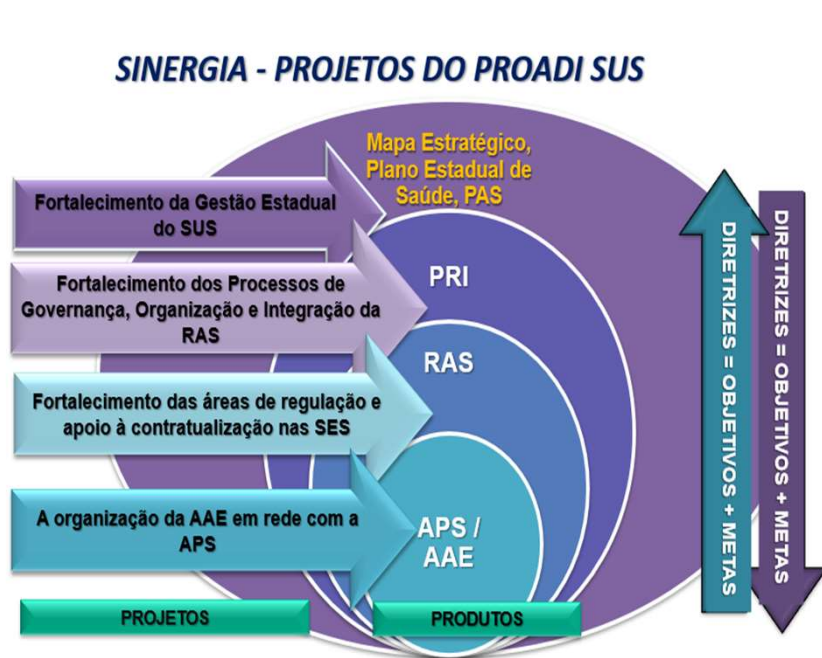 SINERGIA - PROJETOS DO PROADI SUS
Mapa Estratégico,
Plano Estadual de
Saúde, PAS
Fortalecimento da Gestão Estadual
do SUS
PRI
Fortalecimento dos Processos de
Governança, Organização e Integração da
RAS
RAS
Fortalecimento das áreas de regulação e
apoio à contratualização nas SES
A organização da AAE em rede com a
APS
APS /
AAE
PROJETOS
PRODUTOS
DIRETRIZES = OBJETIVOS + METAS
DIRETRIZES = OBJETIVOS + METAS